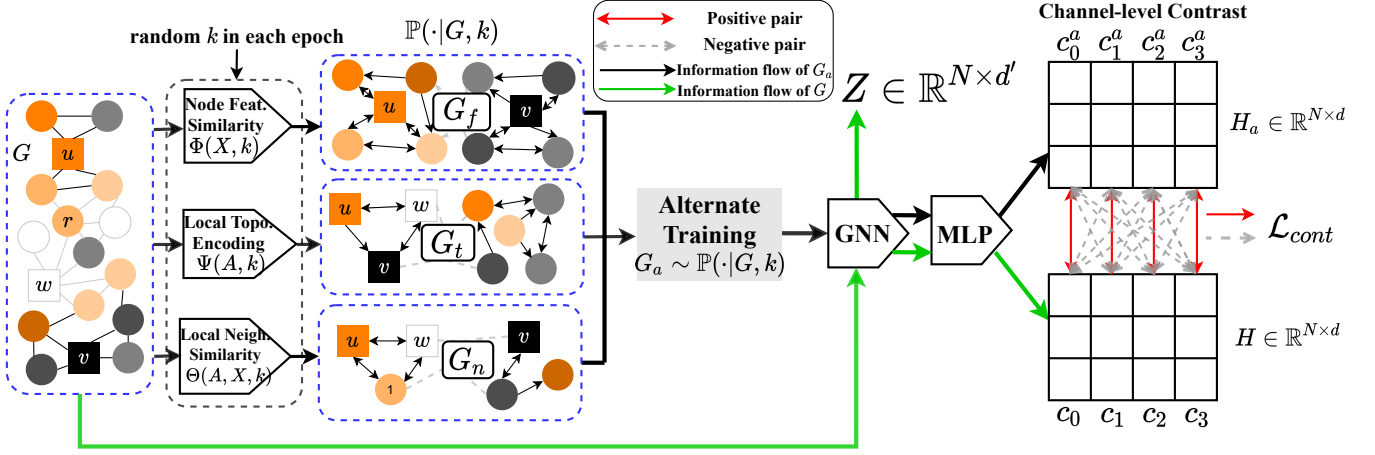 random k in each epoch
ℙ(·|G, k)
Positive pair
Negative pair
Information flow of G_a
Information flow of G
Channel-level Contrast
c_0^a c_1^a c_2^a c_3^a
G
u
r
w
v
Node Feat.
Similarity
Φ(X, k)
Local Topo.
Encoding
Ψ(A, k)
Local Neigh.
Similarity
Θ(A, X, k)
u
G_f
v
u
w
G_t
v
u
w
v
G_n
1
Alternate
Training
G_a ∼ ℙ(·|G, k)
Z ∈ ℝ^{N×d′}
GNN
MLP
H_a ∈ ℝ^{N×d}
ℒ_cont
H ∈ ℝ^{N×d}
c_0 c_1 c_2 c_3